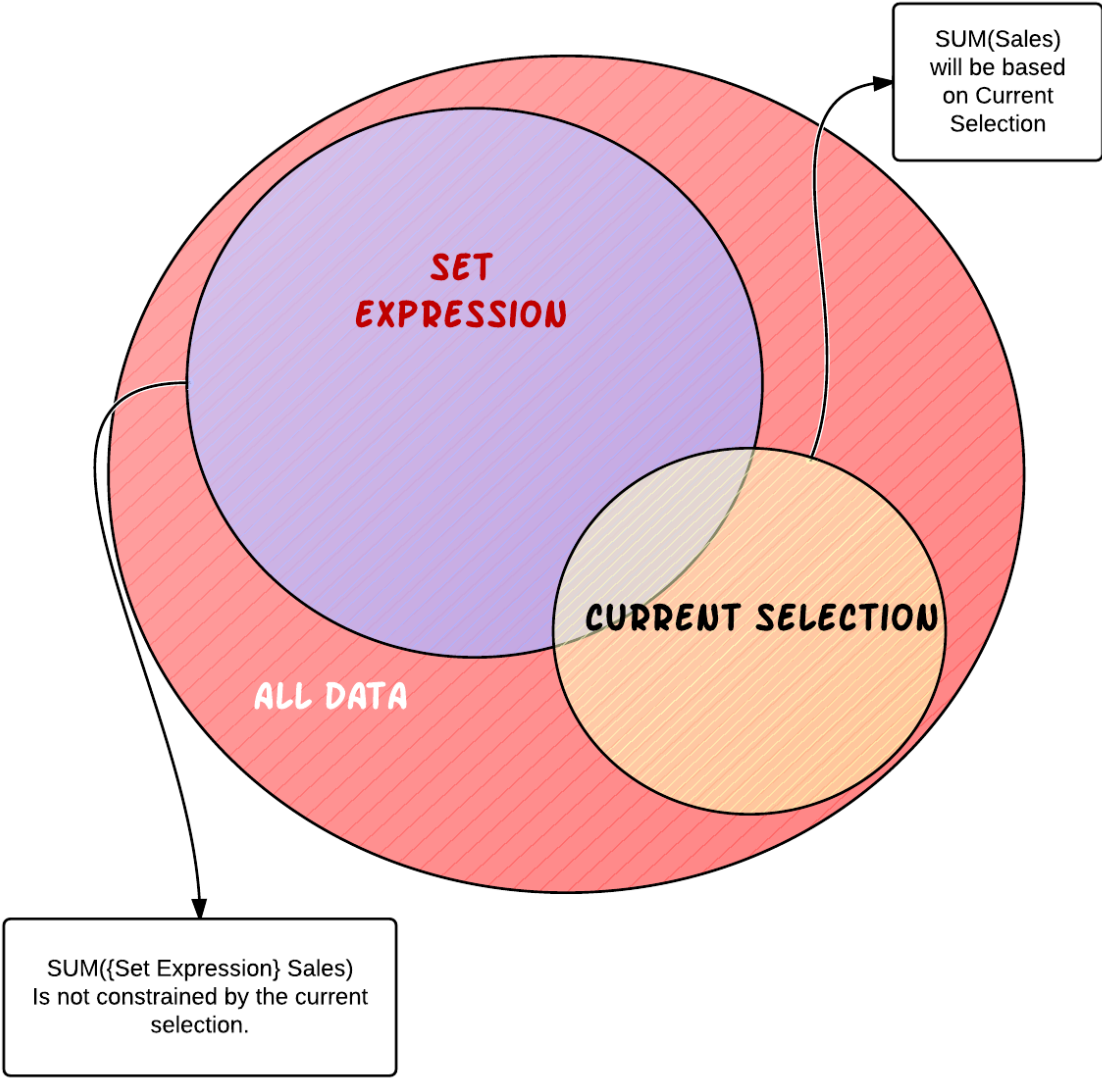 SUM(Sales)
will be based
on Current
Selection
SET
EXPRESSION
CURRENT SELECTION
ALL DATA
SUM({Set Expression} Sales)
Is not constrained by the current
selection.